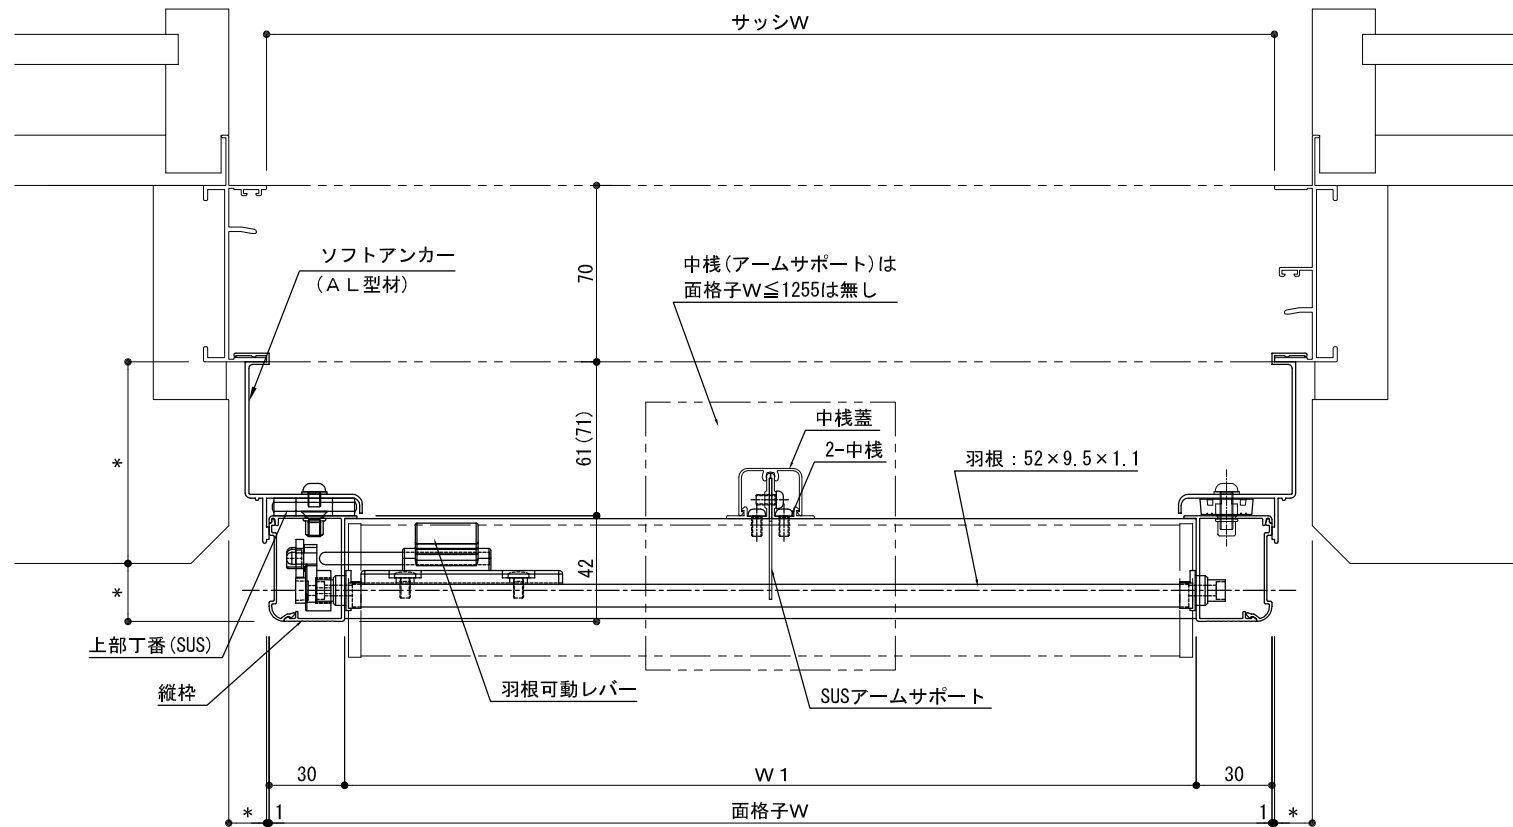 サッシW
ソフトアンカー
(AL型材)
70
中桟(アームサポート)は
面格子W≦1255は無し
中桟蓋
61(71)
2-中桟
羽根:52×9.5×1.1
*
42
*
上部丁番(SUS)
縦枠
羽根可動レバー
SUSアームサポート
30
W1
30
*
1
面格子W
1
*